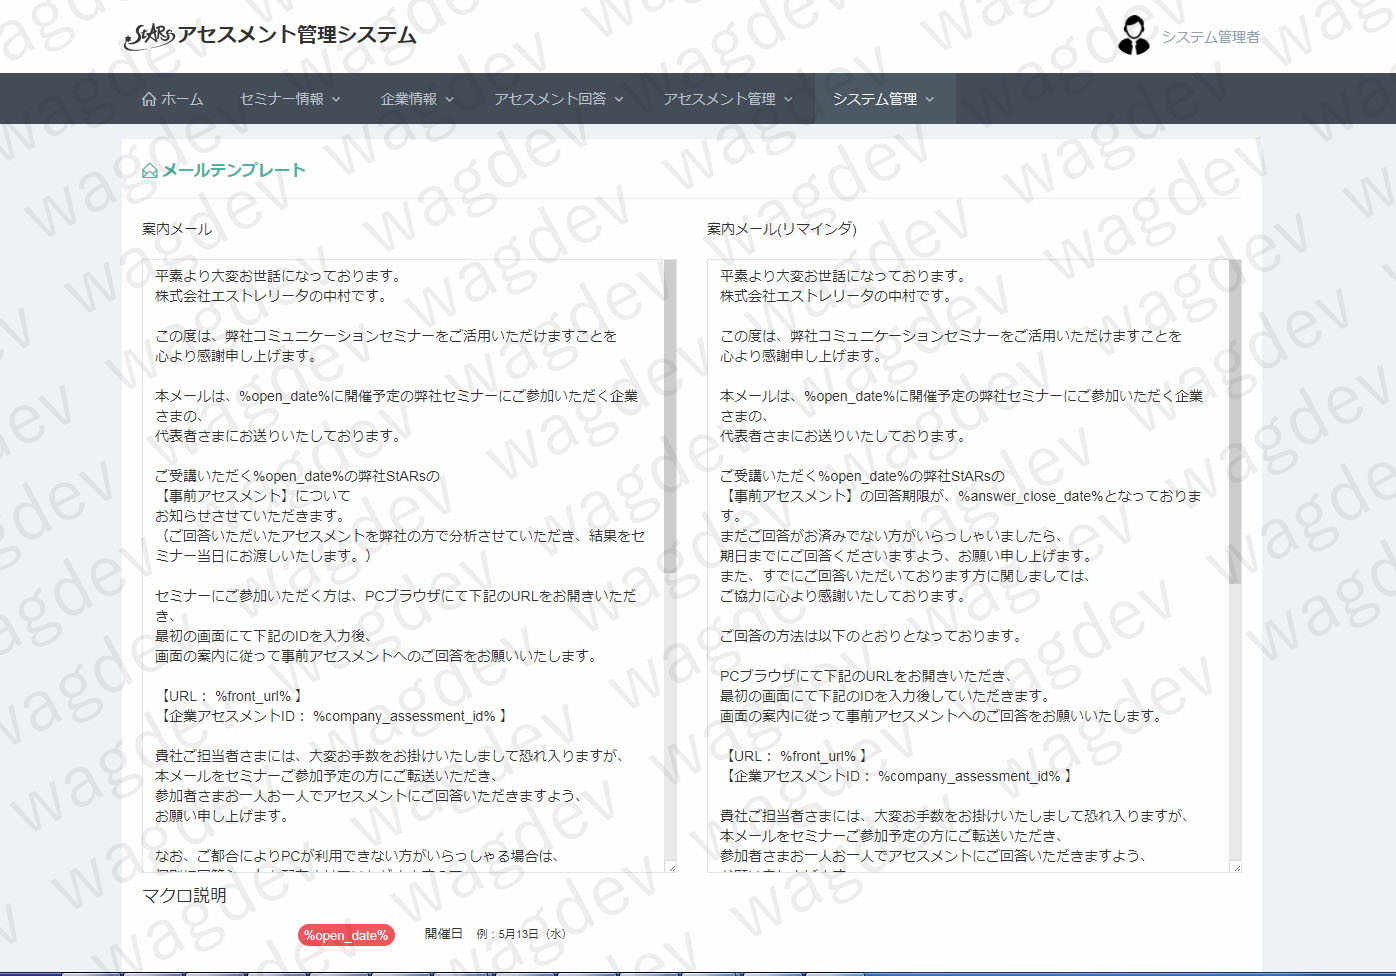 StARs アセスメント管理システム
システム管理者
ホーム セミナー情報 企業情報 アセスメント回答 アセスメント管理 システム管理
メールテンプレート
案内メール
平素より大変お世話になっております。
株式会社エストレリータの中村です。
この度は、弊社コミュニケーションセミナーをご活用いただけますことを
心より感謝申し上げます。
本メールは、%open_date%に開催予定の弊社セミナーにご参加いただく企業
さまの、
代表者さまにお送りいたしております。
ご受講いただく%open_date%の弊社StARsの
【事前アセスメント】について
お知らせさせていただきます。
（ご回答いただいたアセスメントを弊社の方で分析させていただき、結果をセ
ミナー当日にお渡しいたします。）
セミナーにご参加いただく方は、PCブラウザにて下記のURLをお開きいただ
き、
最初の画面にて下記のIDを入力後、
画面の案内に従って事前アセスメントへのご回答をお願いいたします。
【URL： %front_url% 】
【企業アセスメントID： %company_assessment_id% 】
貴社ご担当者さまには、大変お手数をお掛けいたしまして恐れ入りますが、
本メールをセミナーご参加予定の方にご転送いただき、
参加者さまお一人お一人でアセスメントにご回答いただきますよう、
お願い申し上げます。
なお、ご都合によりPCが利用できない方がいらっしゃる場合は、
案内メール(リマインダ)
平素より大変お世話になっております。
株式会社エストレリータの中村です。
この度は、弊社コミュニケーションセミナーをご活用いただけますことを
心より感謝申し上げます。
本メールは、%open_date%に開催予定の弊社セミナーにご参加いただく企業
さまの、
代表者さまにお送りいたしております。
ご受講いただく%open_date%の弊社StARsの
【事前アセスメント】の回答期限が、%answer_close_date%となっておりま
す。
まだご回答がお済みでない方がいらっしゃいましたら、
期日までにご回答くださいますよう、お願い申し上げます。
また、すでにご回答いただいております方に関しましては、
ご協力に心より感謝いたしております。
ご回答の方法は以下のとおりとなっております。
PCブラウザにて下記のURLをお開きいただき、
最初の画面にて下記のIDを入力後していただきます。
画面の案内に従って事前アセスメントへのご回答をお願いいたします。
【URL： %front_url% 】
【企業アセスメントID： %company_assessment_id% 】
貴社ご担当者さまには、大変お手数をお掛けいたしまして恐れ入りますが、
本メールをセミナーご参加予定の方にご転送いただき、
参加者さまお一人お一人でアセスメントにご回答いただきますよう、
マクロ説明
%open_date% 開催日 例：5月13日（水）
wagdev